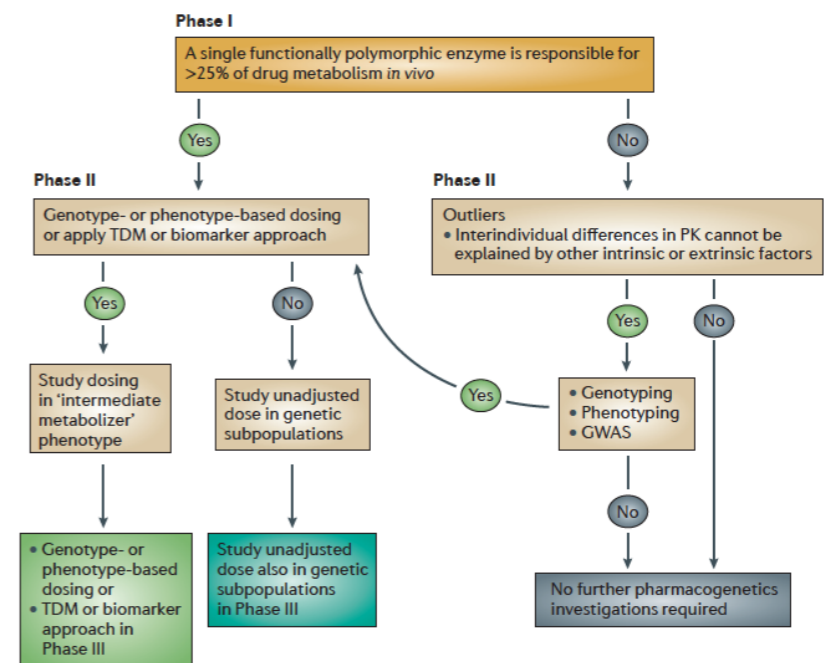 Phase I
A single functionally polymorphic enzyme is responsible for
>25% of drug metabolism in vivo
Yes
No
Phase II
Genotype- or phenotype-based dosing
or apply TDM or biomarker approach
Phase II
Outliers
• Interindividual differences in PK cannot be
explained by other intrinsic or extrinsic factors
Yes
No
Yes
No
Study dosing
in ‘intermediate
metabolizer’
phenotype
Study unadjusted
dose in genetic
subpopulations
Yes
• Genotyping
• Phenotyping
• GWAS
No
• Genotype- or
phenotype-based
dosing or
• TDM or biomarker
approach in
Phase III
Study unadjusted
dose also in genetic
subpopulations
in Phase III
No further pharmacogenetics
investigations required